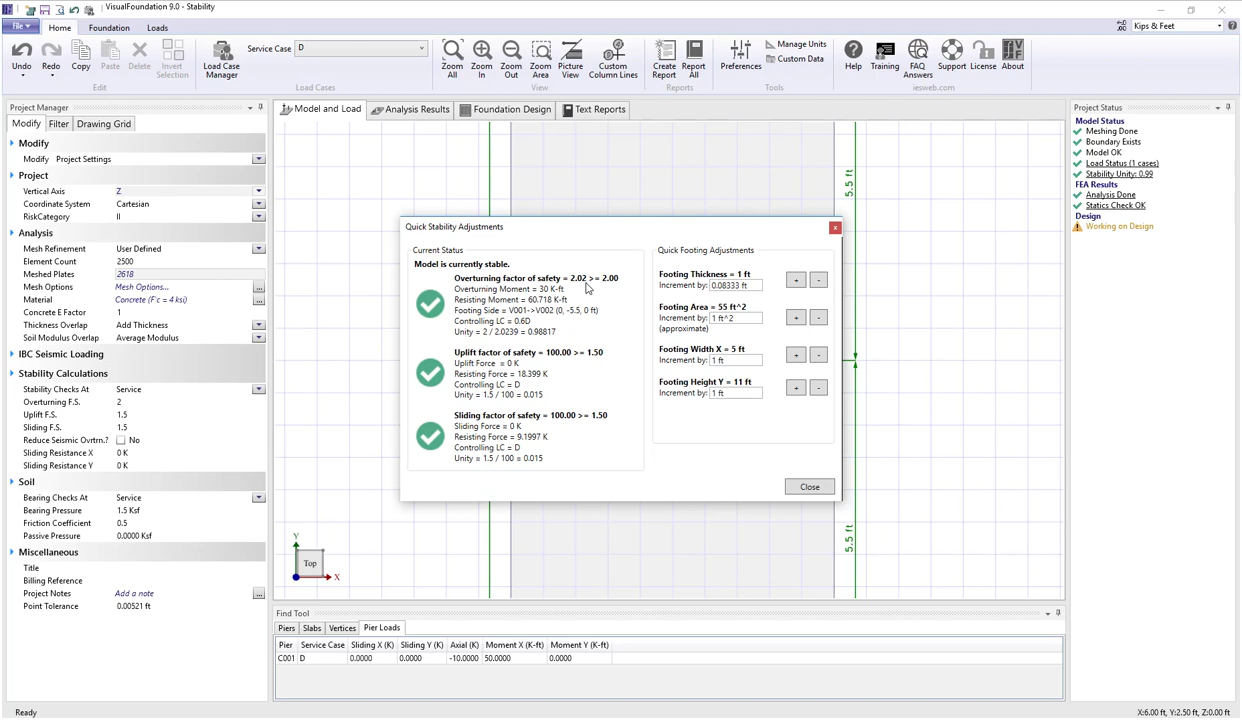 VisualFoundation 9.0 - Stability
File
Home
Foundation
Loads
Kips & Feet
Undo
Redo
Copy
Paste
Delete
Invert
Selection
Edit
Load Case
Manager
Service Case
D
Load Cases
Zoom
All
Zoom
In
Zoom
Out
Zoom
Area
Picture
View
Custom
Column Lines
View
Create
Report
Report
All
Reports
Preferences
Manage Units
Custom Data
Tools
Help
Training
FAQ
Answers
Support
License
About
iesweb.com
Project Manager
Modify
Filter
Drawing Grid
Modify
Modify Project Settings
Project
Vertical Axis Z
Coordinate System Cartesian
RiskCategory II
Analysis
Mesh Refinement User Defined
Element Count 2500
Meshed Plates 2618
Mesh Options Mesh Options...
Material Concrete (F'c = 4 ksi)
Concrete E Factor 1
Thickness Overlap Add Thickness
Soil Modulus Overlap Average Modulus
IBC Seismic Loading
Stability Calculations
Stability Checks At Service
Overturning F.S. 2
Uplift F.S. 1.5
Sliding F.S. 1.5
Reduce Seismic Ovrtrn.? No
Sliding Resistance X 0 K
Sliding Resistance Y 0 K
Soil
Bearing Checks At Service
Bearing Pressure 1.5 Ksf
Friction Coefficient 0.5
Passive Pressure 0.0000 Ksf
Miscellaneous
Title
Billing Reference
Project Notes Add a note
Point Tolerance 0.00521 ft
Model and Load
Analysis Results
Foundation Design
Text Reports
5.5 ft
5.5 ft
Y
Top
X
Quick Stability Adjustments
Current Status
Model is currently stable.
Overturning factor of safety = 2.02 >= 2.00
Overturning Moment = 30 K-ft
Resisting Moment = 60.718 K-ft
Footing Side = V001->V002 (0, -5.5, 0 ft)
Controlling LC = 0.6D
Unity = 2 / 2.0239 = 0.98817
Uplift factor of safety = 100.00 >= 1.50
Uplift Force = 0 K
Resisting Force = 18.399 K
Controlling LC = D
Unity = 1.5 / 100 = 0.015
Sliding factor of safety = 100.00 >= 1.50
Sliding Force = 0 K
Resisting Force = 9.1997 K
Controlling LC = D
Unity = 1.5 / 100 = 0.015
Quick Footing Adjustments
Footing Thickness = 1 ft
Increment by: 0.08333 ft + -
Footing Area = 55 ft^2
Increment by: 1 ft^2 + -
(approximate)
Footing Width X = 5 ft
Increment by: 1 ft + -
Footing Height Y = 11 ft
Increment by: 1 ft + -
Close
Find Tool
Piers
Slabs
Vertices
Pier Loads
Pier Service Case Sliding X (K) Sliding Y (K) Axial (K) Moment X (K-ft) Moment Y (K-ft)
C001 D 0.0000 0.0000 -10.0000 50.0000 0.0000
Project Status
Model Status
Meshing Done
Boundary Exists
Model OK
Load Status (1 cases)
Stability Unity: 0.99
FEA Results
Analysis Done
Statics Check OK
Design
Working on Design
Ready
X:6.00 ft, Y:2.50 ft, Z:0.00 ft